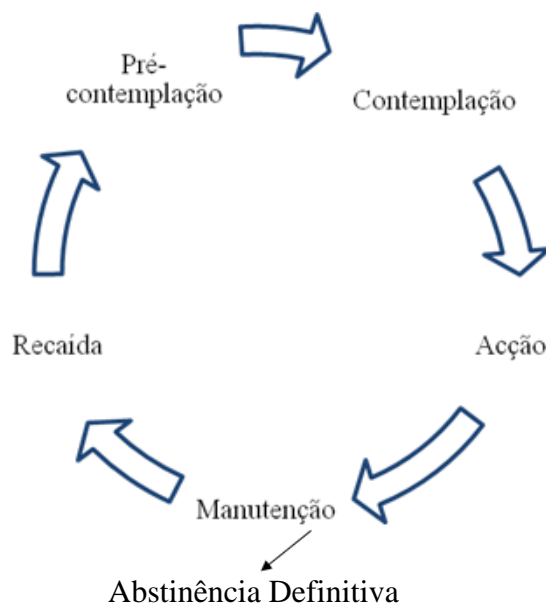 Pré-
contemplação
Contemplação
Recaída
Acção
Manutenção
Abstinência Definitiva